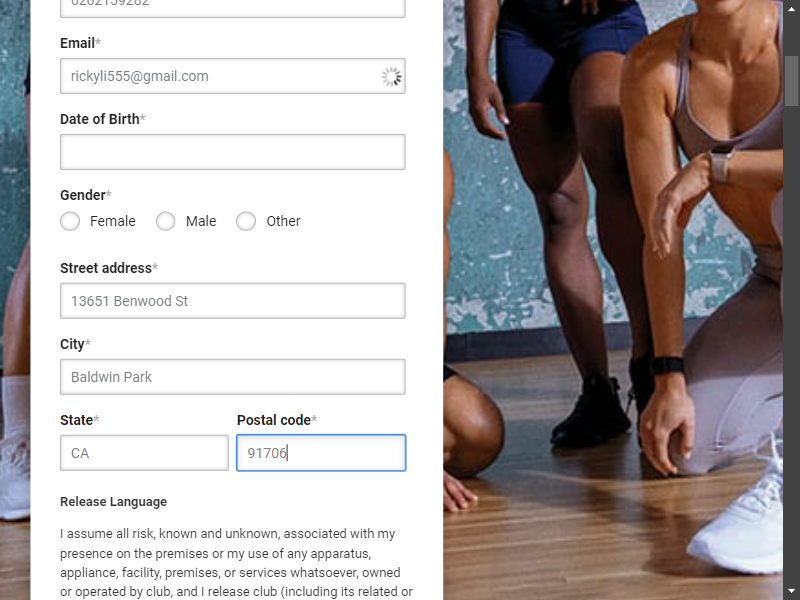 6262159282
Email*
rickyli555@gmail.com
Date of Birth*
Gender*
Female Male Other
Street address*
13651 Benwood St
City*
Baldwin Park
State* Postal code*
CA 91706
Release Language
I assume all risk, known and unknown, associated with my
presence on the premises or my use of any apparatus,
appliance, facility, premises, or services whatsoever, owned
or operated by club, and I release club (including its related or